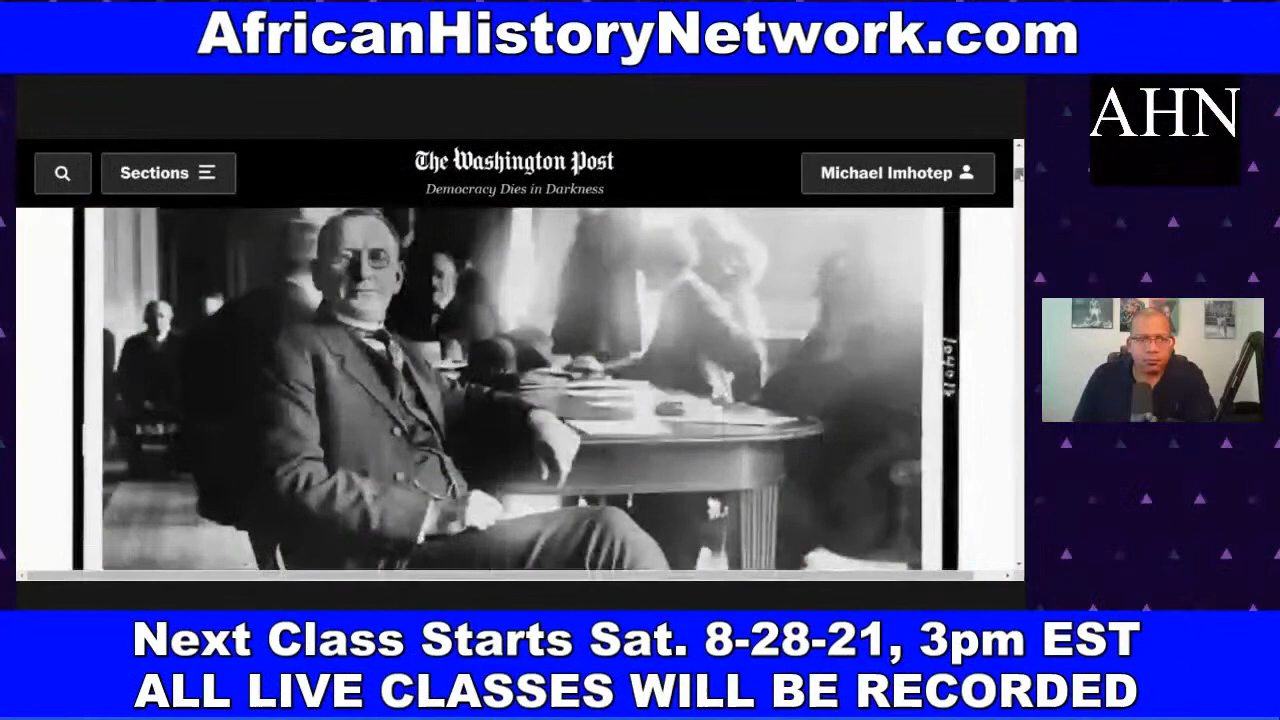 AfricanHistoryNetwork.com
AHN
Sections
The Washington Post
Democracy Dies in Darkness
Michael Imhotep
Next Class Starts Sat. 8-28-21, 3pm EST
ALL LIVE CLASSES WILL BE RECORDED